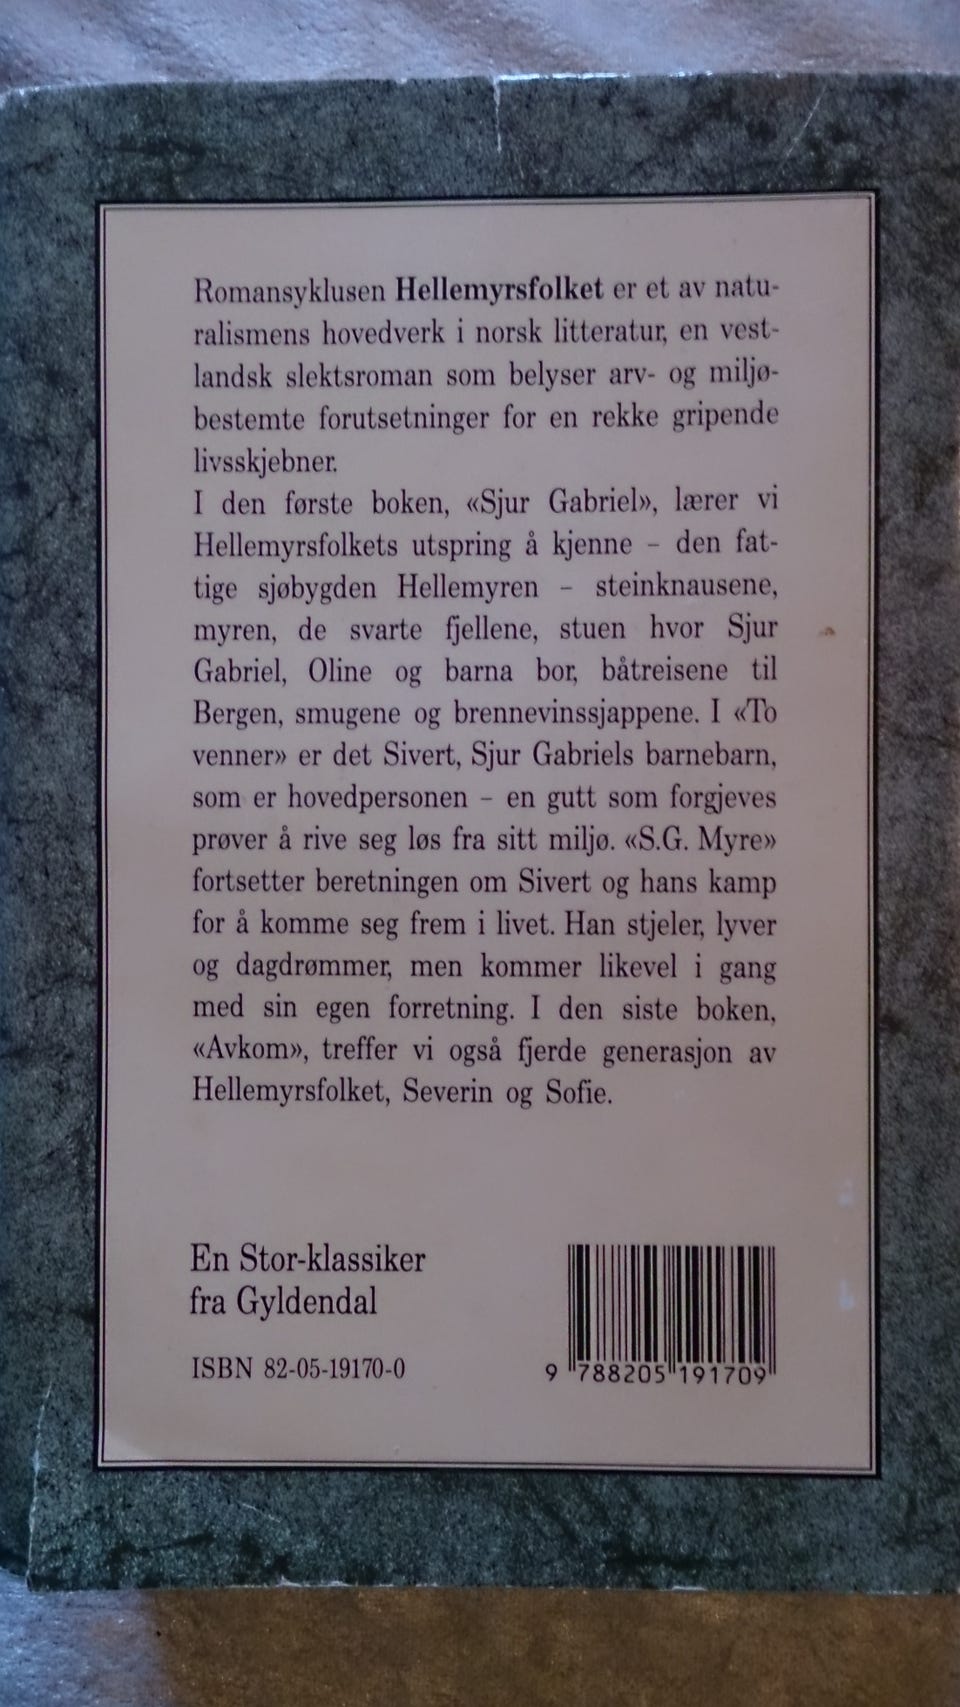 Romansyklusen Hellemyrsfolket er et av natu-
ralismens hovedverk i norsk litteratur, en vest-
landsk slektsroman som belyser arv- og miljø-
bestemte forutsetninger for en rekke gripende
livsskjebner.
I den første boken, «Sjur Gabriel», lærer vi
Hellemyrsfolkets utspring å kjenne – den fat-
tige sjøbygden Hellemyren – steinknausene,
myren, de svarte fjellene, stuen hvor Sjur
Gabriel, Oline og barna bor, båtreisene til
Bergen, smugene og brennevinssjappene. I «To
venner» er det Sivert, Sjur Gabriels barnebarn,
som er hovedpersonen – en gutt som forgjeves
prøver å rive seg løs fra sitt miljø. «S.G. Myre»
fortsetter beretningen om Sivert og hans kamp
for å komme seg frem i livet. Han stjeler, lyver
og dagdrømmer, men kommer likevel i gang
med sin egen forretning. I den siste boken,
«Avkom», treffer vi også fjerde generasjon av
Hellemyrsfolket, Severin og Sofie.
En Stor-klassiker
fra Gyldendal
ISBN 82-05-19170-0
9 788205 191709